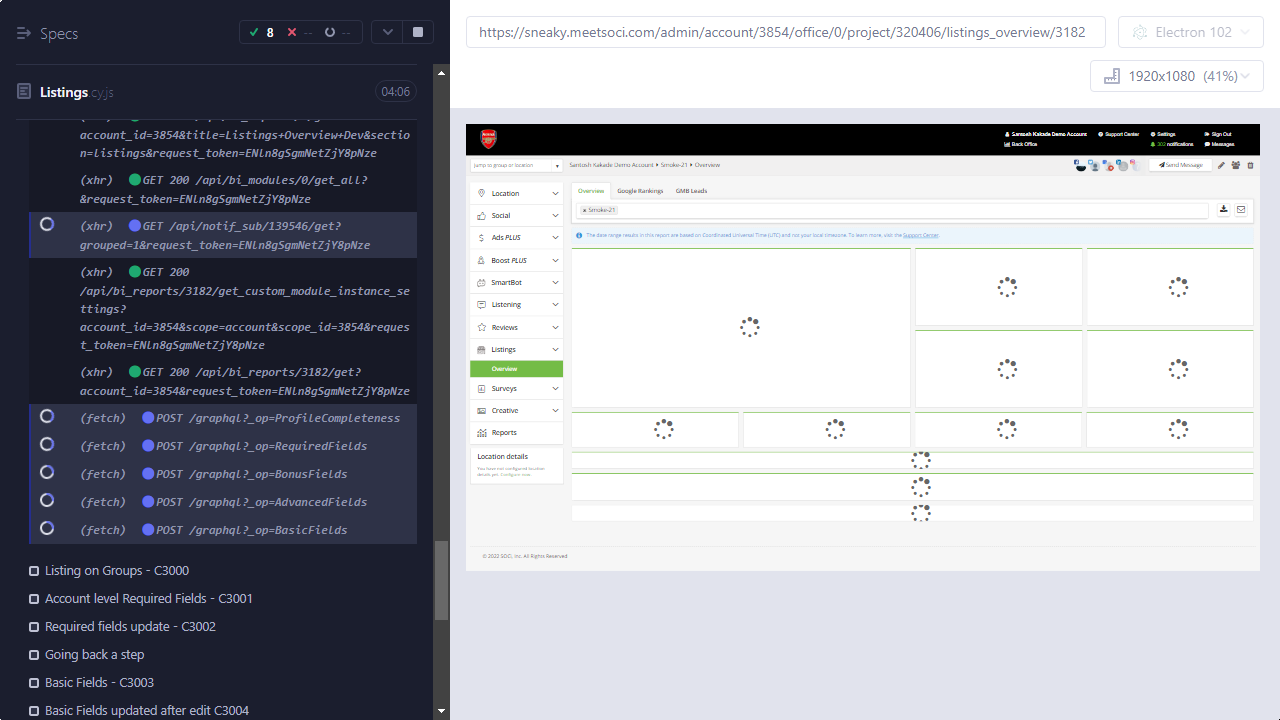 Specs
8
--
--
Listings.cy.js
04:06
account_id=3854&title=Listings+Overview+Dev&sectio
n=listings&request_token=ENln8gSgmNetZjY8pNze
(xhr) GET 200 /api/bi_modules/0/get_all?
&request_token=ENln8gSgmNetZjY8pNze
(xhr) GET /api/notif_sub/139546/get?
grouped=1&request_token=ENln8gSgmNetZjY8pNze
(xhr) GET 200
/api/bi_reports/3182/get_custom_module_instance_se
ttings?
account_id=3854&scope=account&scope_id=3854&reques
t_token=ENln8gSgmNetZjY8pNze
(xhr) GET 200 /api/bi_reports/3182/get?
account_id=3854&request_token=ENln8gSgmNetZjY8pNze
(fetch) POST /graphql?_op=ProfileCompleteness
(fetch) POST /graphql?_op=RequiredFields
(fetch) POST /graphql?_op=BonusFields
(fetch) POST /graphql?_op=AdvancedFields
(fetch) POST /graphql?_op=BasicFields
Listing on Groups - C3000
Account level Required Fields - C3001
Required fields update - C3002
Going back a step
Basic Fields - C3003
Basic Fields updated after edit C3004
https://sneaky.meetsoci.com/admin/account/3854/office/0/project/320406/listings_overview/3182
Electron 102
1920x1080 (41%)
Santosh Kakade Demo Account
Support Center
Settings
Sign Out
Back Office
302 notifications
Messages
Jump to group or location
Santosh Kakade Demo Account
Smoke-21
Overview
Send Message
Location
Social
Ads PLUS
Boost PLUS
SmartBot
Listening
Reviews
Listings
Overview
Surveys
Creative
Reports
Location details
You have not configured location
details yet. Configure now.
Overview
Google Rankings
GMB Leads
× Smoke-21
The date range results in this report are based on Coordinated Universal Time (UTC) and not your local timezone. To learn more, visit the Support Center.
© 2022 SOCi, Inc. All Rights Reserved